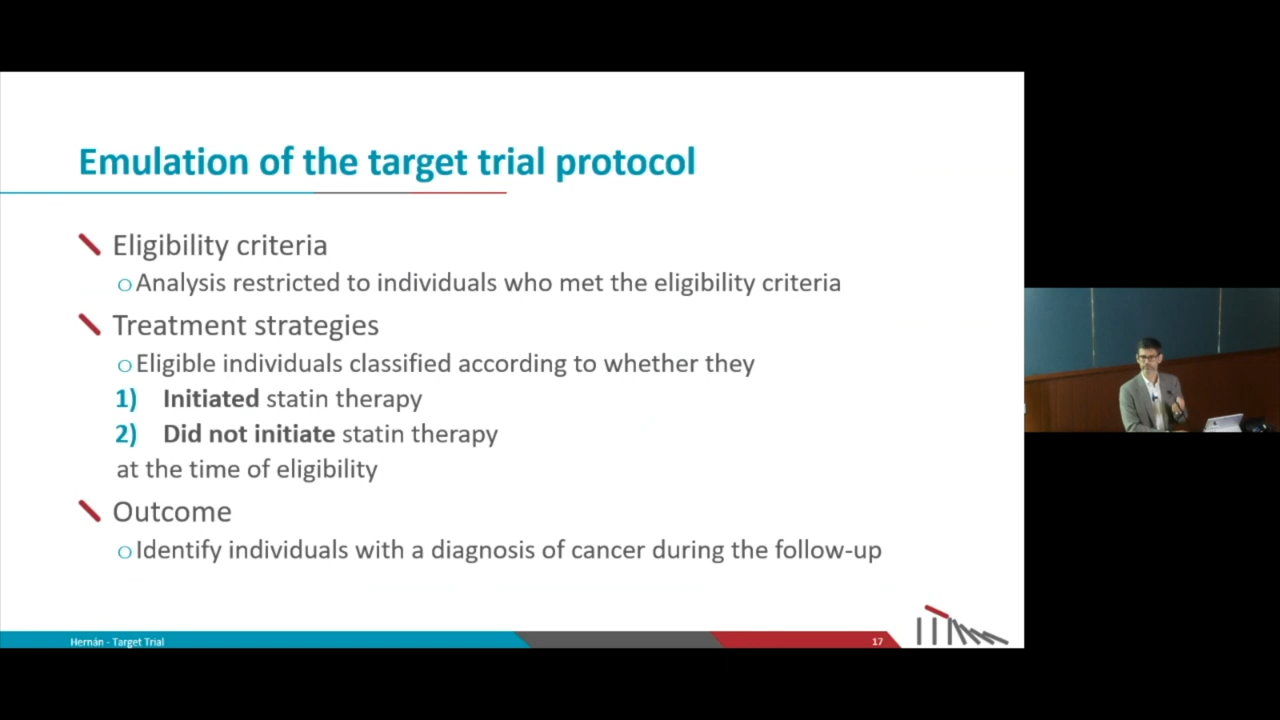 Emulation of the target trial protocol
Eligibility criteria
Analysis restricted to individuals who met the eligibility criteria
Treatment strategies
Eligible individuals classified according to whether they
1) Initiated statin therapy
2) Did not initiate statin therapy
at the time of eligibility
Outcome
Identify individuals with a diagnosis of cancer during the follow-up
Hernán - Target Trial
17